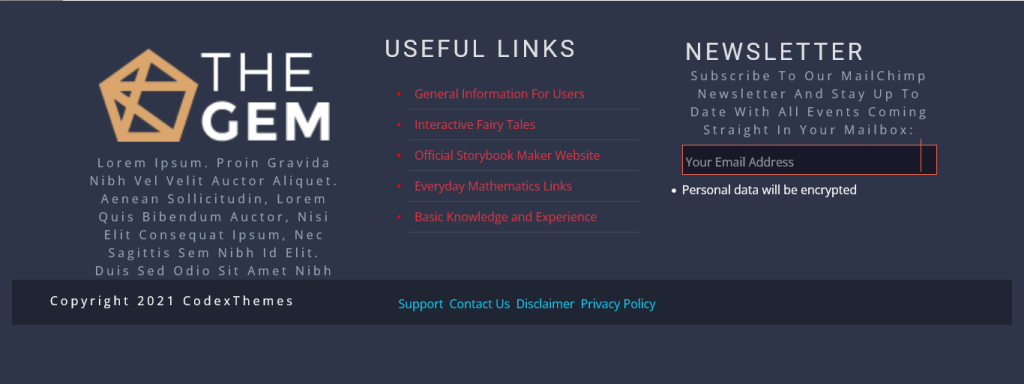 THE
GEM
Lorem Ipsum. Proin Gravida
Nibh Vel Velit Auctor Aliquet.
Aenean Sollicitudin, Lorem
Quis Bibendum Auctor, Nisi
Elit Consequat Ipsum, Nec
Sagittis Sem Nibh Id Elit.
Duis Sed Odio Sit Amet Nibh
USEFUL LINKS
• General Information For Users
• Interactive Fairy Tales
• Official Storybook Maker Website
• Everyday Mathematics Links
• Basic Knowledge and Experience
NEWSLETTER
Subscribe To Our MailChimp
Newsletter And Stay Up To
Date With All Events Coming
Straight In Your Mailbox:
Your Email Address
• Personal data will be encrypted
Copyright 2021 CodexThemes
Support Contact Us Disclaimer Privacy Policy